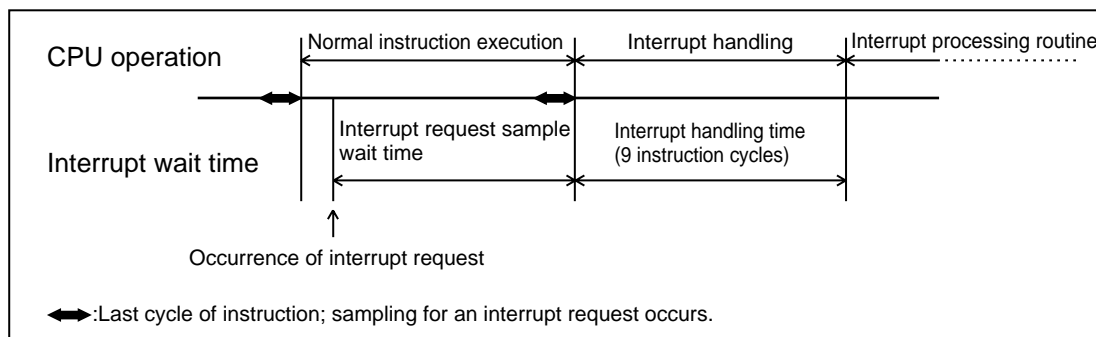 CPU operation
Normal instruction execution
Interrupt handling
Interrupt processing routine
Interrupt wait time
Interrupt request sample
wait time
Interrupt handling time
(9 instruction cycles)
Occurrence of interrupt request
:Last cycle of instruction; sampling for an interrupt request occurs.